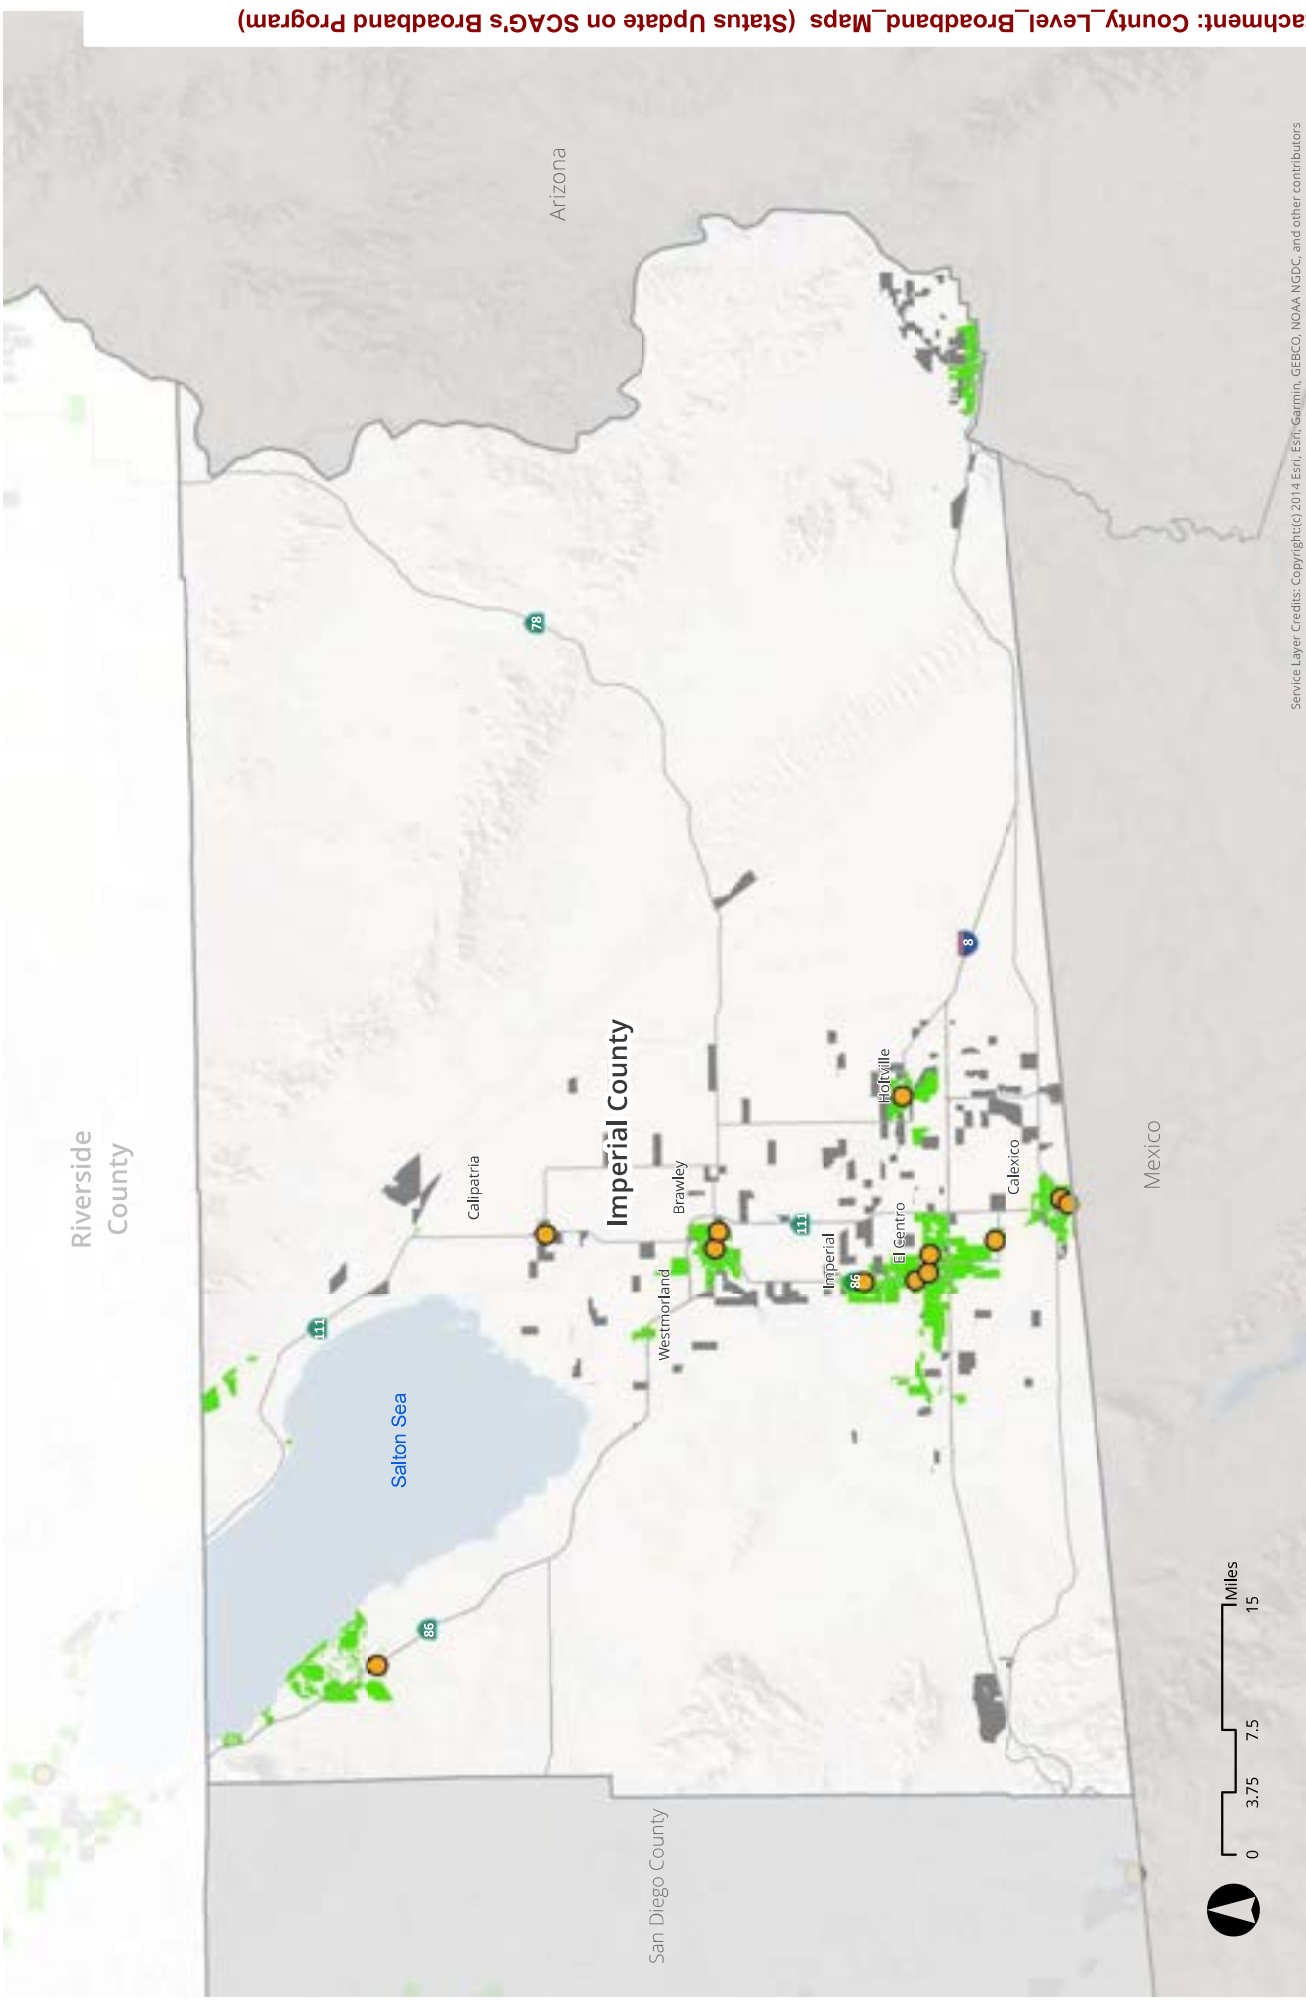 achment: County_Level_Broadband_Maps (Status Update on SCAG's Broadband Program)
Riverside
County
Arizona
111
Salton Sea
Calipatria
86
78
Imperial County
Westmorland
Brawley
111
Imperial
86
El Centro
Holtville
8
Calexico
San Diego County
Mexico
Miles
0 3.75 7.5 15
Service Layer Credits: Copyright:(c) 2014 Esri, Esri, Garmin, GEBCO, NOAA NGDC, and other contributors